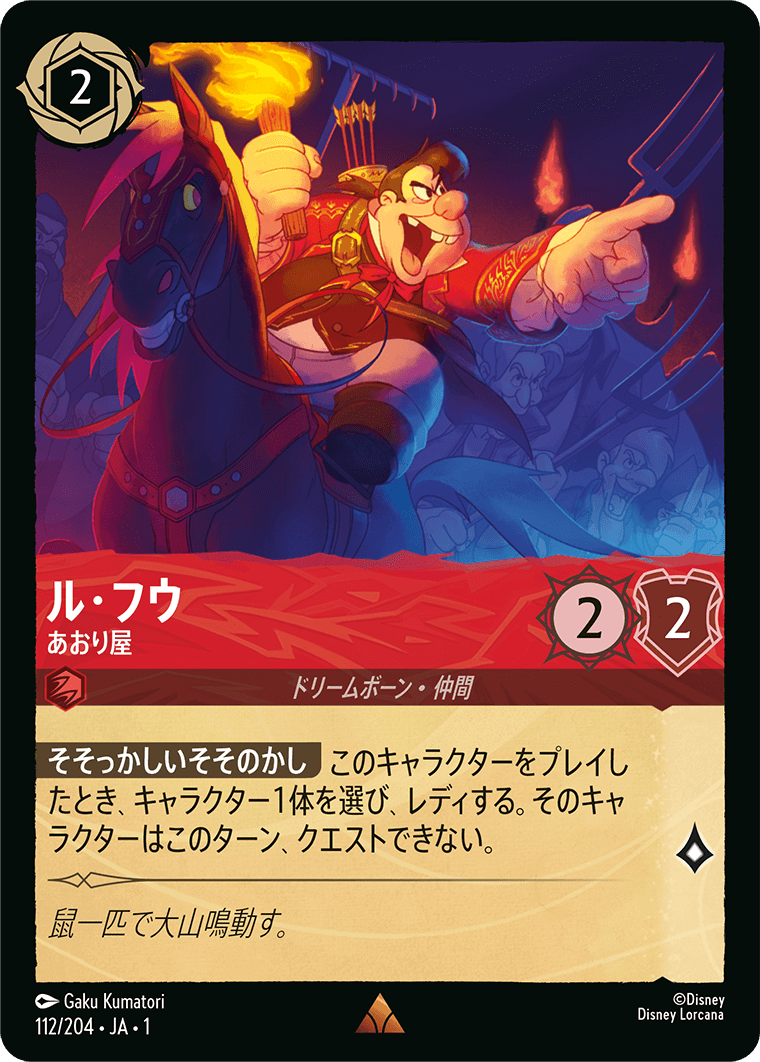 2
ル・フウ
あおり屋
2
2
ドリームボーン・仲間
そそっかしいそそのかし このキャラクターをプレイし
たとき、キャラクター1体を選び、レディする。そのキャ
ラクターはこのターン、クエストできない。
鼠一匹で大山鳴動す。
Gaku Kumatori
112/204・JA・1
©Disney
Disney Lorcana